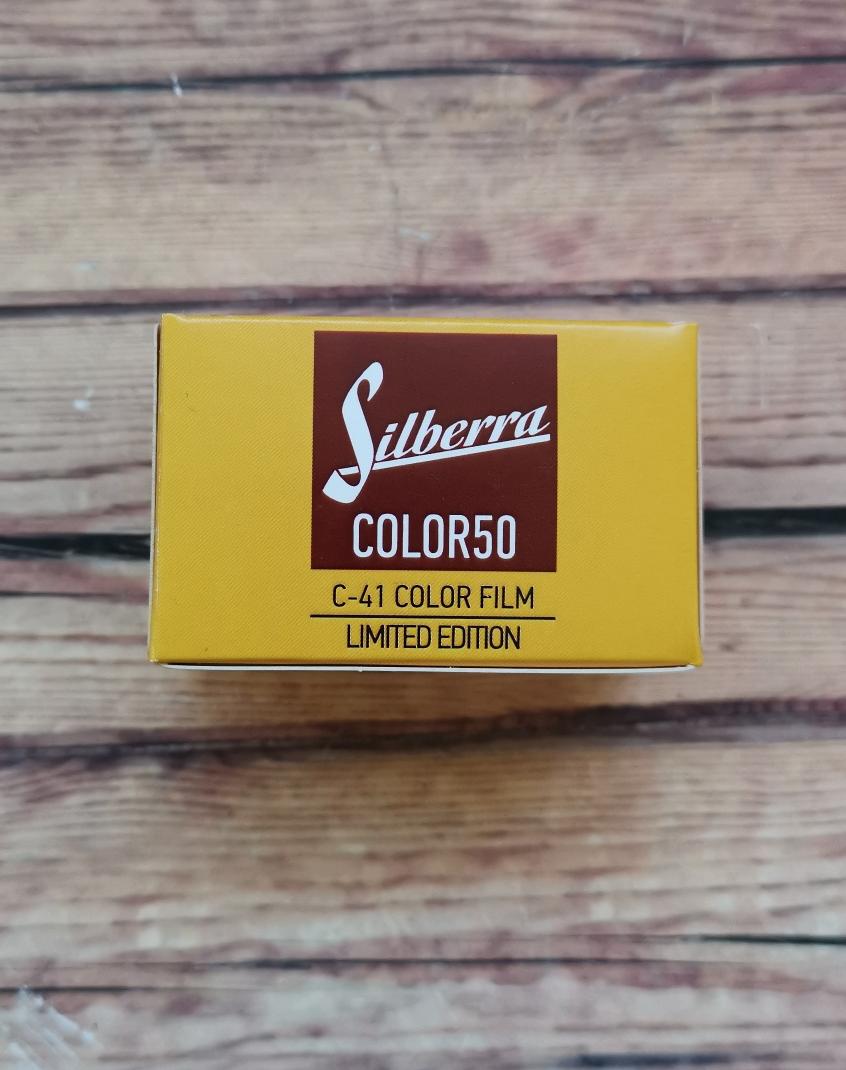 Silberra
COLOR50
C-41 COLOR FILM
LIMITED EDITION